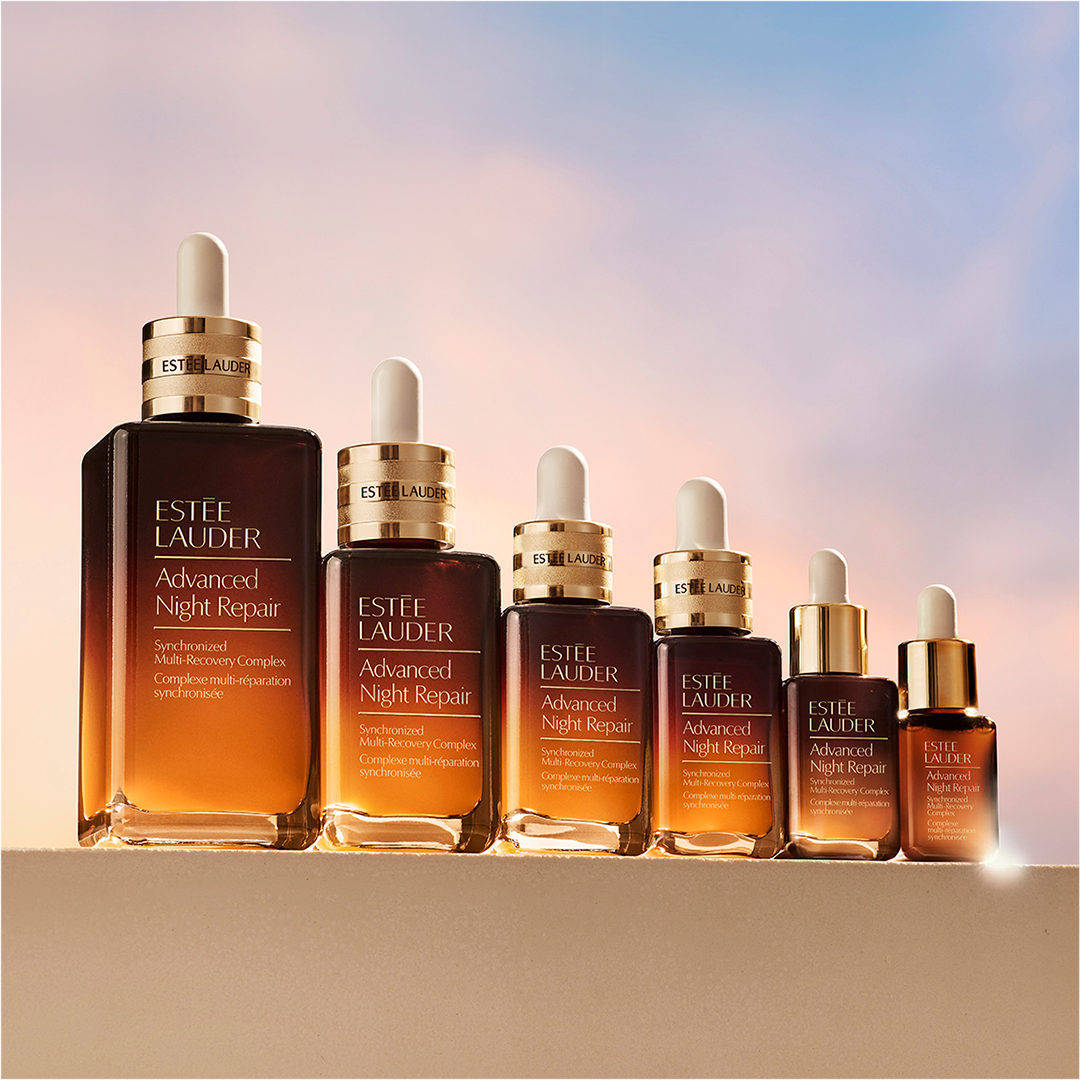 ESTĒE LAUDER
ESTĒE
LAUDER
Advanced
Night Repair
Synchronized
Multi-Recovery Complex
Complexe multi-réparation
synchronisée
ESTĒE LAUDER
ESTĒE
LAUDER
Advanced
Night Repair
Synchronized
Multi-Recovery Complex
Complexe multi-réparation
synchronisée
ESTĒE LAUDER
ESTĒE
LAUDER
Advanced
Night Repair
Synchronized
Multi-Recovery Complex
Complexe multi-réparation
synchronisée
ESTĒE LAUDER
ESTĒE
LAUDER
Advanced
Night Repair
Synchronized
Multi-Recovery Complex
Complexe multi-réparation
synchronisée
ESTĒE
LAUDER
Advanced
Night Repair
Synchronized
Multi-Recovery Complex
Complexe multi-réparation
synchronisée
ESTĒE
LAUDER
Advanced
Night Repair
Synchronized
Multi-Recovery
Complex
Complexe
multi-réparation
synchronisée